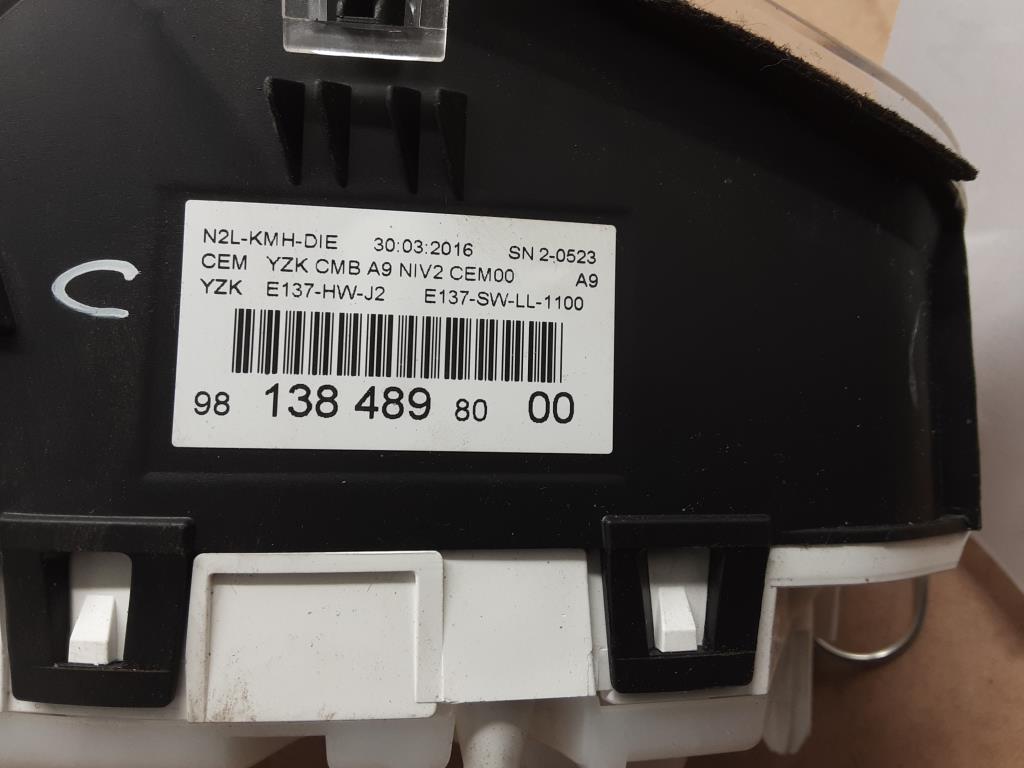 N2L-KMH-DIE 30:03:2016 SN 2-0523
CEM YZK CMB A9 NIV2 CEM00 A9
YZK E137-HW-J2 E137-SW-LL-1100
98 138 489 80 00
C